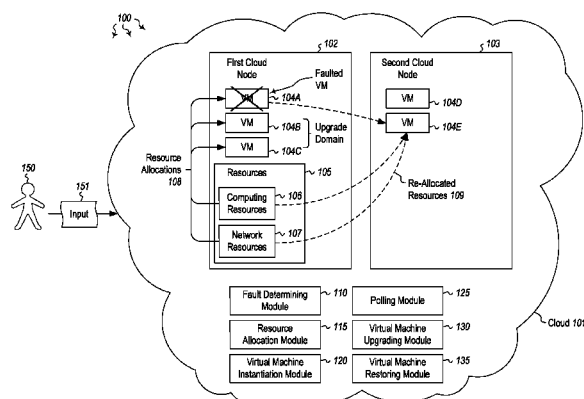 100
102
103
First Cloud
Node
Faulted
VM
Second Cloud
Node
VM
104A
VM
104D
VM
104B
Upgrade
Domain
VM
104E
VM
104C
Resource
Allocations
108
Resources
105
Computing
Resources
106
Network
Resources
107
Re-Allocated
Resources 109
150
151
Input
Fault Determining
Module
110
Polling Module
125
Resource
Allocation Module
115
Virtual Machine
Upgrading Module
130
Virtual Machine
Instantiation Module
120
Virtual Machine
Restoring Module
135
Cloud 101